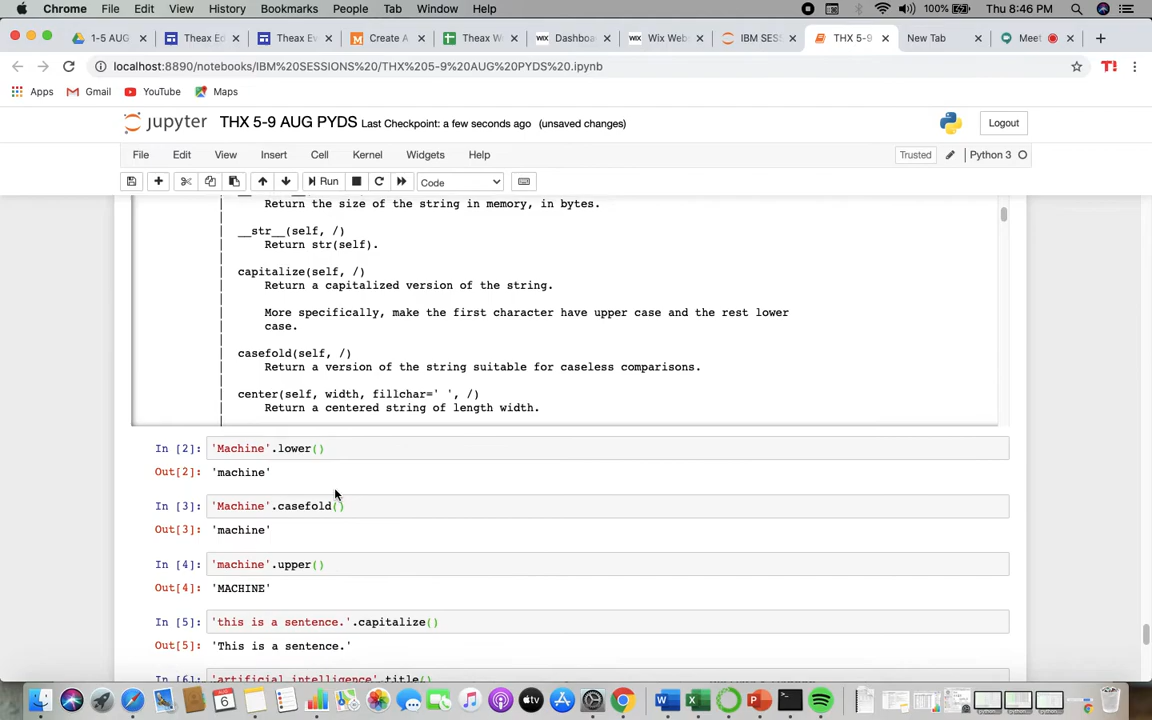 Chrome File Edit View History Bookmarks People Tab Window Help 100% Thu 8:46 PM
1-5 AUG Theax Ed Theax Ev Create A Theax W Dashboa Wix Web IBM SES THX 5-9 New Tab Meet
localhost:8890/notebooks/IBM%20SESSIONS%20/THX%205-9%20AUG%20PYDS%20.ipynb T!
Apps Gmail YouTube Maps
jupyter THX 5-9 AUG PYDS Last Checkpoint: a few seconds ago (unsaved changes) Logout
File Edit View Insert Cell Kernel Widgets Help Trusted Python 3
Run Code
Return the size of the string in memory, in bytes.
__str__(self, /)
Return str(self).
capitalize(self, /)
Return a capitalized version of the string.
More specifically, make the first character have upper case and the rest lower
case.
casefold(self, /)
Return a version of the string suitable for caseless comparisons.
center(self, width, fillchar=' ', /)
Return a centered string of length width.
In [2]: 'Machine'.lower()
Out[2]: 'machine'
In [3]: 'Machine'.casefold()
Out[3]: 'machine'
In [4]: 'machine'.upper()
Out[4]: 'MACHINE'
In [5]: 'this is a sentence.'.capitalize()
Out[5]: 'This is a sentence.'
In [6]: 'artificial intelligence'.title()